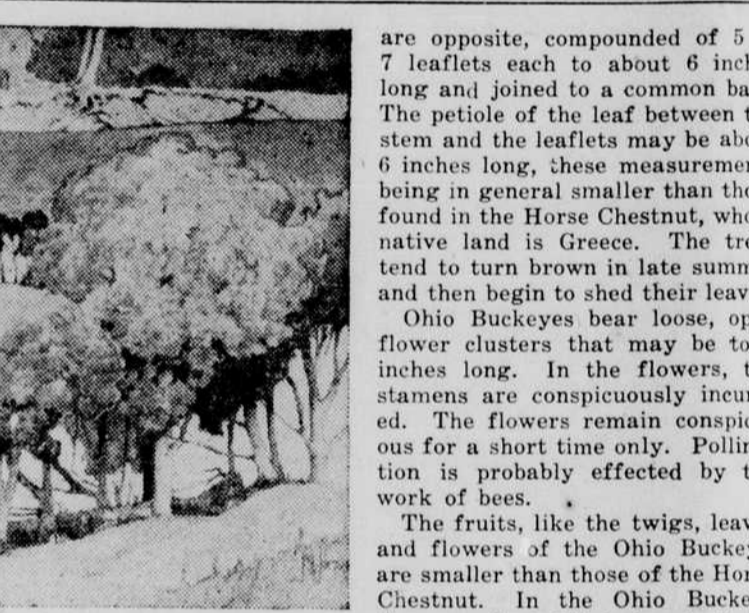 are opposite, compounded of 5
7 leaflets each to about 6 inch
long and joined to a common ba
The petiole of the leaf between t
stem and the leaflets may be abo
6 inches long, these measuremen
being in general smaller than tho
found in the Horse Chestnut, who
native land is Greece. The tre
tend to turn brown in late summ
and then begin to shed their leav
Ohio Buckeyes bear loose, op
flower clusters that may be to
inches long. In the flowers, t
stamens are conspicuously incur
ed. The flowers remain conspic
ous for a short time only. Pollin
tion is probably effected by t
work of bees.
The fruits, like the twigs, leav
and flowers of the Ohio Buckey
are smaller than those of the Hor
Chestnut. In the Ohio Bucke